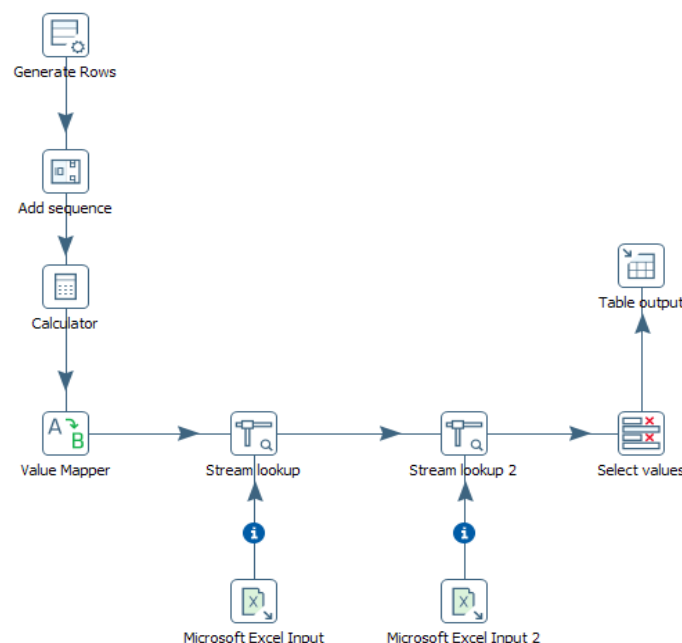 Generate Rows
Add sequence
Calculator
Table output
A
B
Value Mapper
Stream lookup
Stream lookup 2
Select values
i
i
X
X
Microsoft Excel Input
Microsoft Excel Input 2